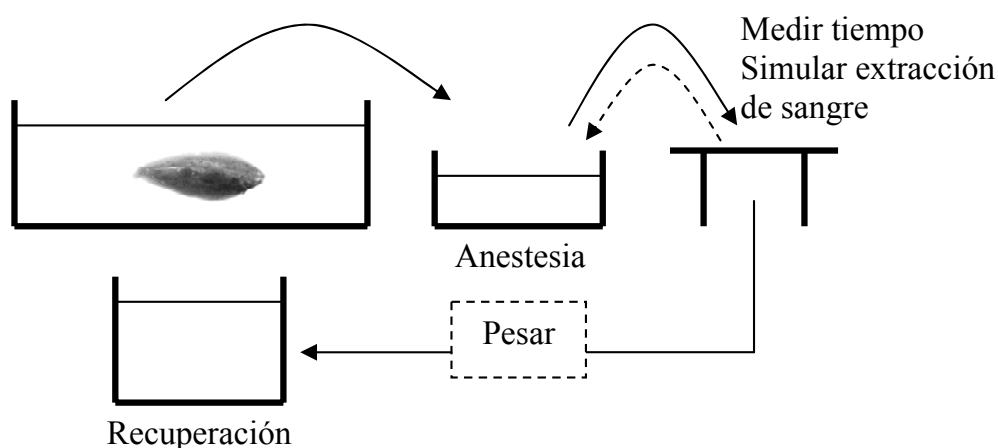 Medir tiempo
Simular extracción
de sangre
Anestesia
Pesar
Recuperación